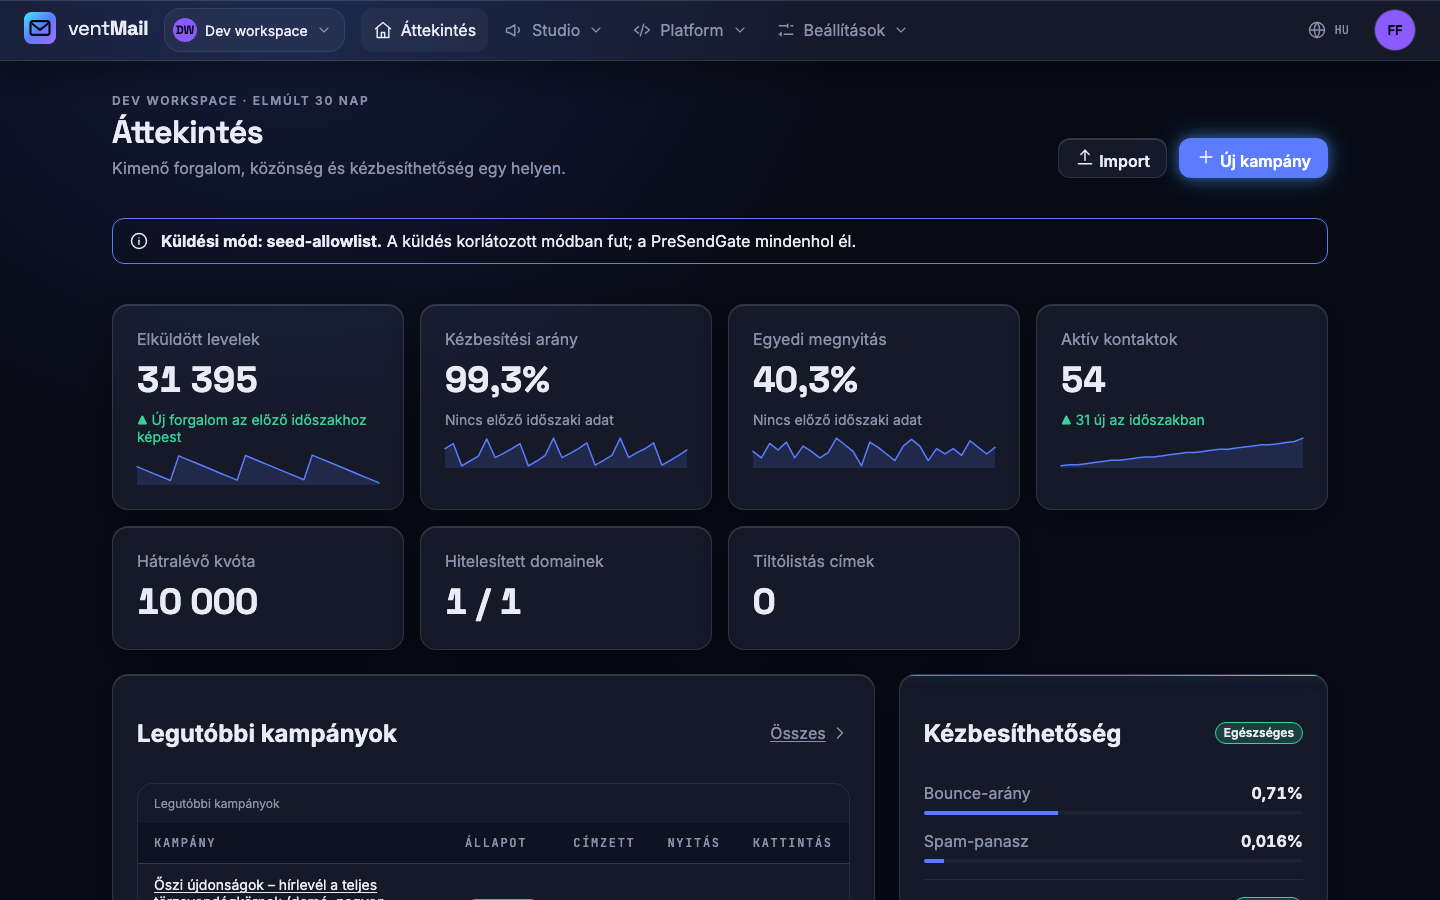 ventMail
DW Dev workspace
Áttekintés
Studio
Platform
Beállítások
HU
FF
DEV WORKSPACE · ELMÚLT 30 NAP
Áttekintés
Kimenő forgalom, közönség és kézbesíthetőség egy helyen.
Import
Új kampány
Küldési mód: seed-allowlist. A küldés korlátozott módban fut; a PreSendGate mindenhol él.
Elküldött levelek
31 395
▲ Új forgalom az előző időszakhoz
képest
Kézbesítési arány
99,3%
Nincs előző időszaki adat
Egyedi megnyitás
40,3%
Nincs előző időszaki adat
Aktív kontaktok
54
▲ 31 új az időszakban
Hátralévő kvóta
10 000
Hitelesített domainek
1 / 1
Tiltólistás címek
0
Legutóbbi kampányok
Összes
Legutóbbi kampányok
KAMPÁNY ÁLLAPOT CÍMZETT NYITÁS KATTINTÁS
Őszi újdonságok – hírlevél a teljes
Kézbesíthetőség
Egészséges
Bounce-arány 0,71%
Spam-panasz 0,016%